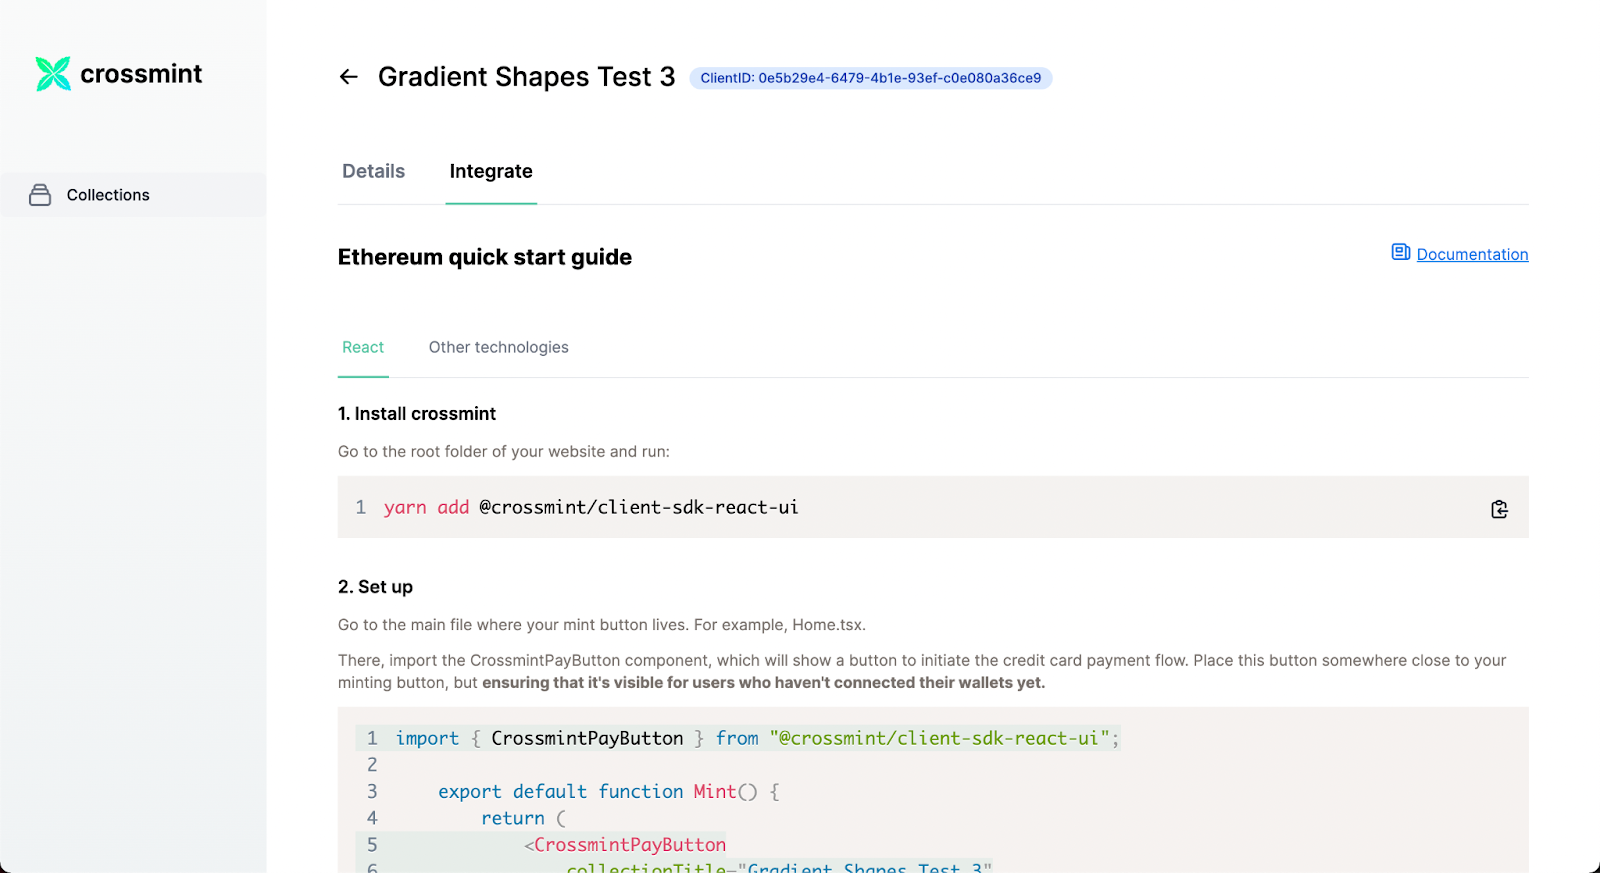 crossmint
Collections
Gradient Shapes Test 3
ClientID: 0e5b29e4-6479-4b1e-93ef-c0e080a36ce9
Details
Integrate
Ethereum quick start guide
Documentation
React
Other technologies
1. Install crossmint
Go to the root folder of your website and run:
1 yarn add @crossmint/client-sdk-react-ui
2. Set up
Go to the main file where your mint button lives. For example, Home.tsx.
There, import the CrossmintPayButton component, which will show a button to initiate the credit card payment flow. Place this button somewhere close to your
minting button, but ensuring that it's visible for users who haven't connected their wallets yet.
1 import { CrossmintPayButton } from "@crossmint/client-sdk-react-ui";
2
3 export default function Mint() {
4 return (
5 <CrossmintPayButton
6 collectionTitle="Gradient Shapes Test 3"